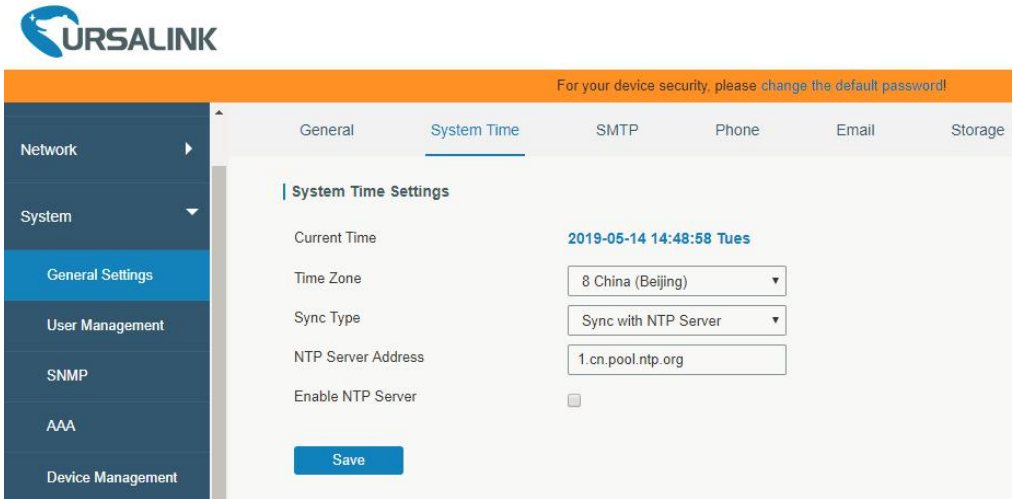 URSALINK
For your device security, please change the default password!
Network
System
General Settings
User Management
SNMP
AAA
Device Management
General System Time SMTP Phone Email Storage
System Time Settings
Current Time 2019-05-14 14:48:58 Tues
Time Zone 8 China (Beijing)
Sync Type Sync with NTP Server
NTP Server Address 1.cn.pool.ntp.org
Enable NTP Server
Save